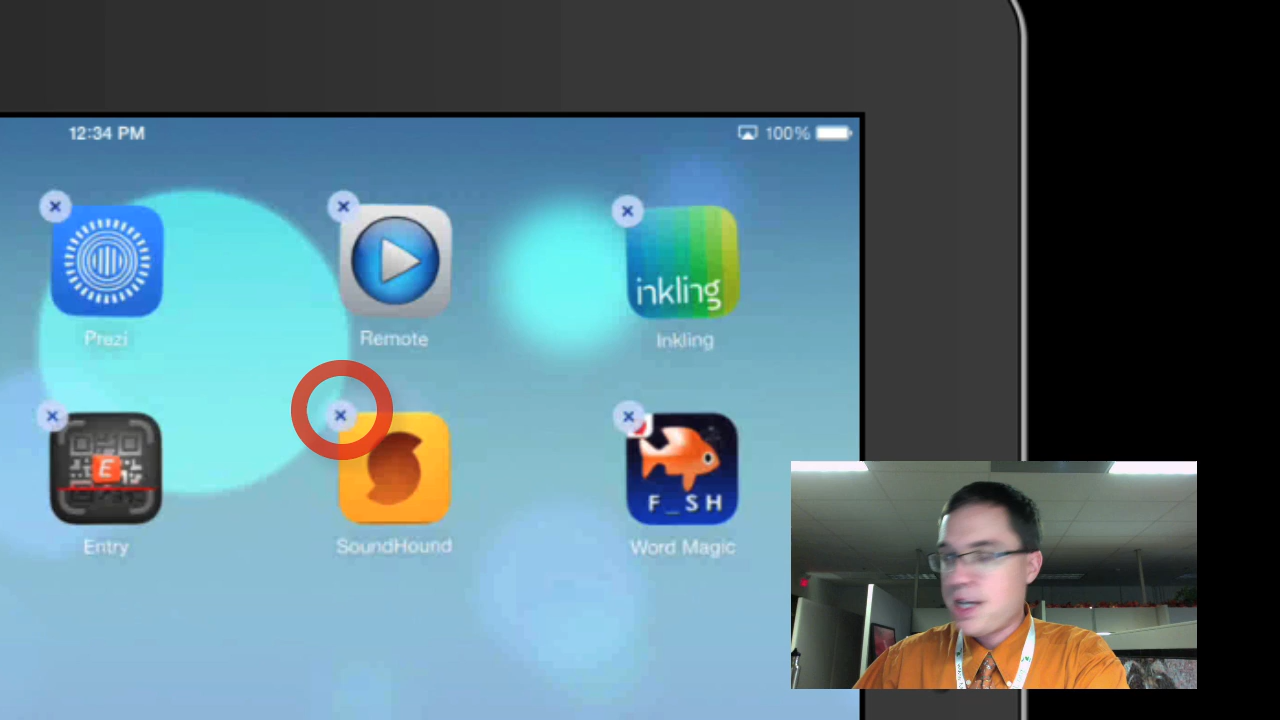 12:34 PM
100%
inkling
Prezi
Remote
Inkling
E
F_SH
Entry
SoundHound
Word Magic